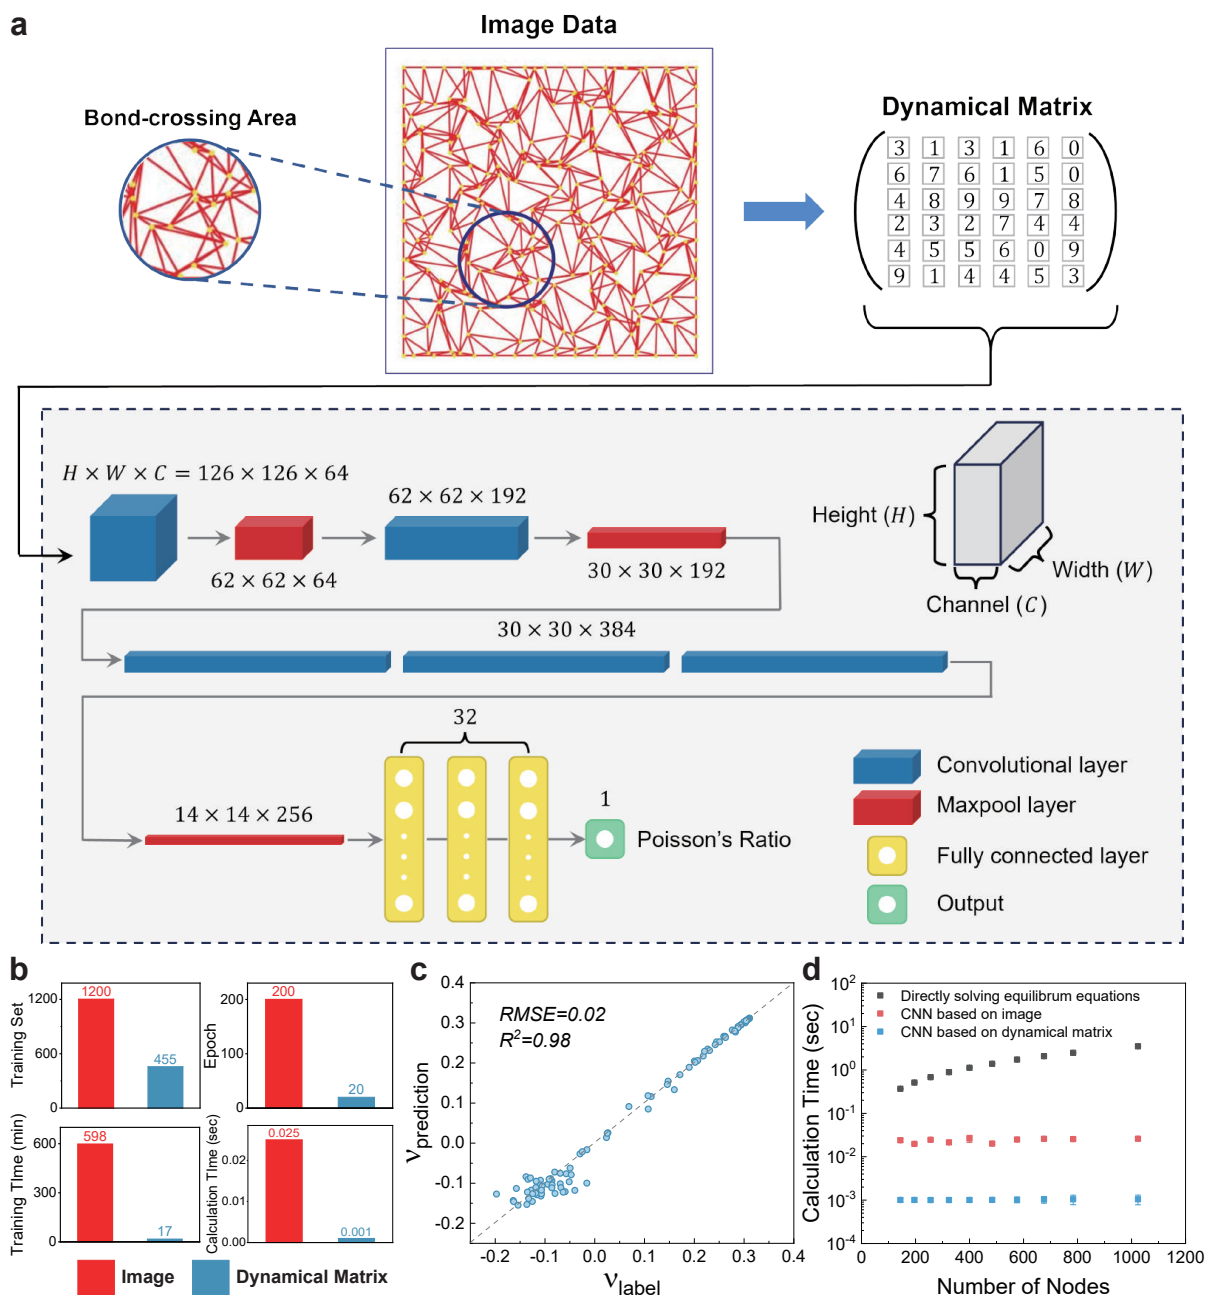 a
Image Data
Bond-crossing Area
Dynamical Matrix
3 1 3 1 6 0
6 7 6 1 5 0
4 8 9 9 7 8
2 3 2 7 4 4
4 5 5 6 0 9
9 1 4 4 5 3
H × W × C = 126 × 126 × 64
62 × 62 × 192
62 × 62 × 64
30 × 30 × 192
Height (H)
Width (W)
Channel (C)
30 × 30 × 384
32
14 × 14 × 256
1
Poisson's Ratio
Convolutional layer
Maxpool layer
Fully connected layer
Output
b
Training Set
1200
600
0
1200
455
Epoch
200
100
0
200
20
Training TIme (min)
600
300
0
598
17
Calculation TIme (sec)
0.02
0.01
0.00
0.025
0.001
Image
Dynamical Matrix
c
RMSE=0.02
R²=0.98
νprediction
0.4
0.3
0.2
0.1
0.0
-0.1
-0.2
-0.2 -0.1 0.0 0.1 0.2 0.3 0.4
νlabel
d
Directly solving equilibrum equations
CNN based on image
CNN based on dynamical matrix
Calculation Time (sec)
10²
10¹
10⁰
10⁻¹
10⁻²
10⁻³
10⁻⁴
0 200 400 600 800 1000 1200
Number of Nodes